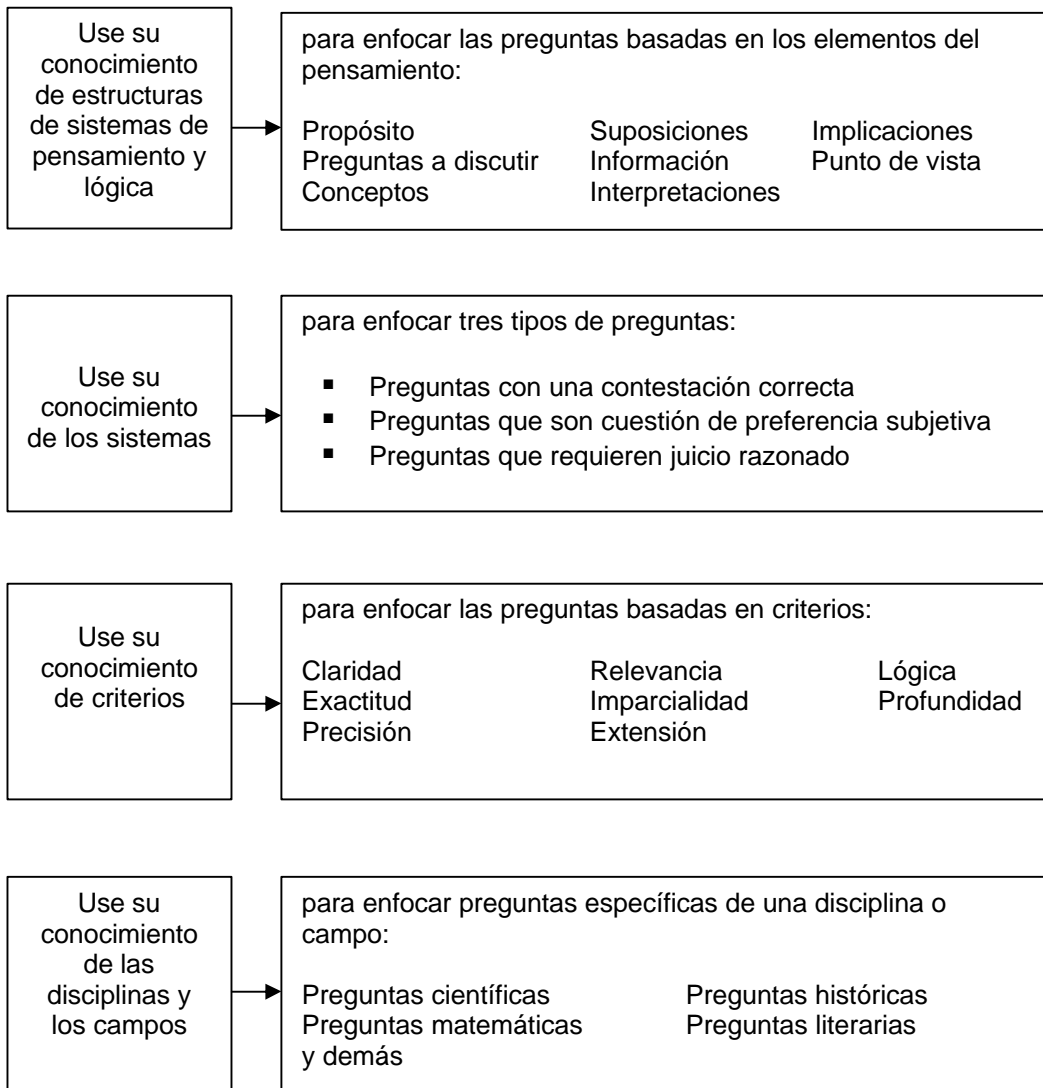 Use su
conocimiento
de estructuras
de sistemas de
pensamiento y
lógica
para enfocar las preguntas basadas en los elementos del
pensamiento:
Propósito Suposiciones Implicaciones
Preguntas a discutir Información Punto de vista
Conceptos Interpretaciones
Use su
conocimiento
de los sistemas
para enfocar tres tipos de preguntas:
▪ Preguntas con una contestación correcta
▪ Preguntas que son cuestión de preferencia subjetiva
▪ Preguntas que requieren juicio razonado
Use su
conocimiento
de criterios
para enfocar las preguntas basadas en criterios:
Claridad Relevancia Lógica
Exactitud Imparcialidad Profundidad
Precisión Extensión
Use su
conocimiento
de las
disciplinas y
los campos
para enfocar preguntas específicas de una disciplina o
campo:
Preguntas científicas Preguntas históricas
Preguntas matemáticas Preguntas literarias
y demás